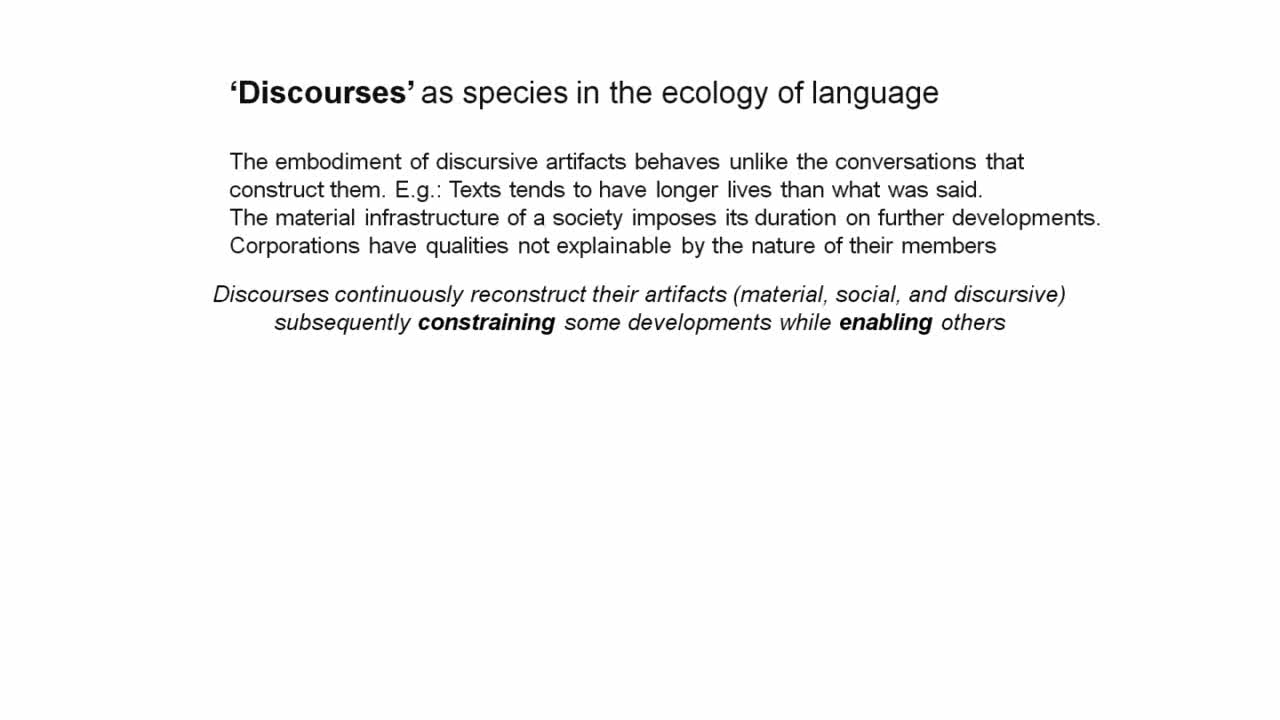 ‘Discourses’ as species in the ecology of language
The embodiment of discursive artifacts behaves unlike the conversations that
construct them. E.g.: Texts tends to have longer lives than what was said.
The material infrastructure of a society imposes its duration on further developments.
Corporations have qualities not explainable by the nature of their members
Discourses continuously reconstruct their artifacts (material, social, and discursive)
subsequently constraining some developments while enabling others